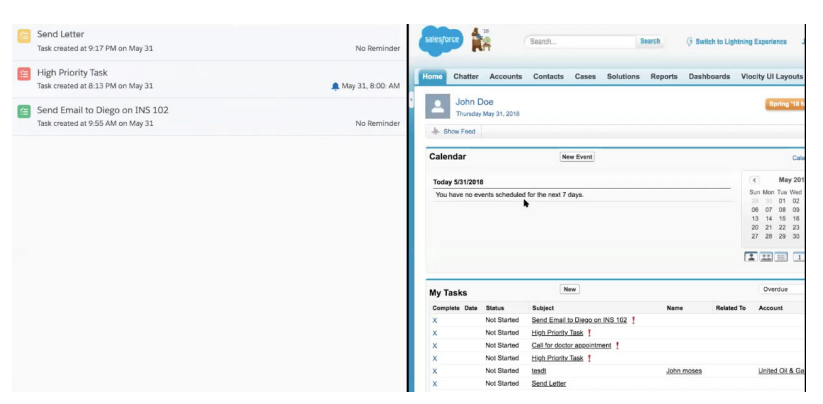 Send Letter
Task created at 9:17 PM on May 31
No Reminder
High Priority Task
Task created at 8:13 PM on May 31
May 31, 8:00: AM
Send Email to Diego on INS 102
Task created at 9:55 AM on May 31
No Reminder
salesforce
'18
Search...
Search
Switch to Lightning Experience
Home Chatter Accounts Contacts Cases Solutions Reports Dashboards Vlocity UI Layouts
John Doe
Thursday May 31, 2018
Spring '18
Show Feed
Calendar
New Event
Today 5/31/2018
You have no events scheduled for the next 7 days.
May 201
Sun Mon Tue Wed
29 30 01 02
06 07 08 09
13 14 15 16
20 21 22 23
27 28 29 30
1
My Tasks
New
Overdue
Complete Date Status Subject Name Related To Account
X Not Started Send Email to Diego on INS 102 !
X Not Started High Priority Task !
X Not Started Call for doctor appointment !
X Not Started High Priority Task !
X Not Started tesdt John moses United Oil & Ga
X Not Started Send Letter